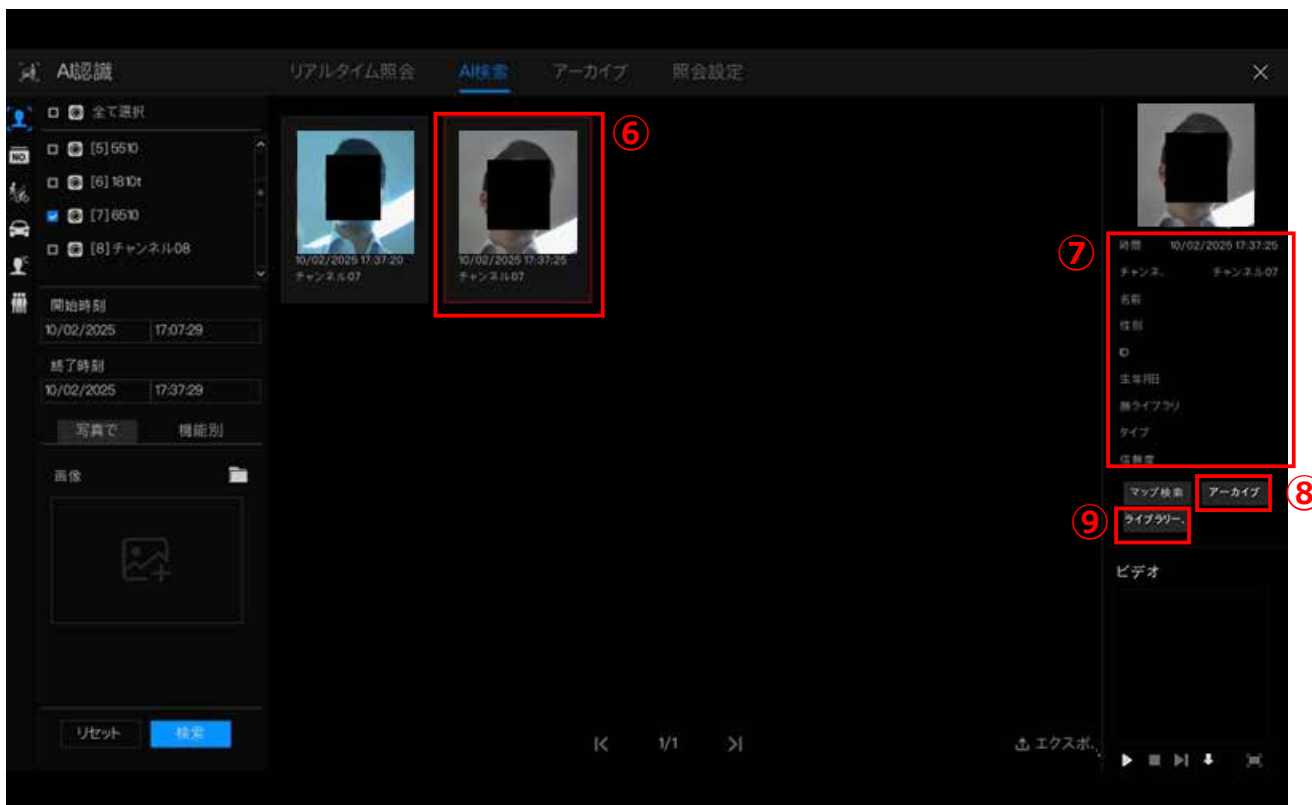 AI認識
リアルタイム照会
AI検索
アーカイブ
照会設定
全て選択
NO.
[5] 5510
[6] 1810t
[7] 6510
[8] チャンネル08
開始時刻
10/02/2025 17:07:29
終了時刻
10/02/2025 17:37:29
写真で 機能別
画像
リセット 検索
10/02/2025 17:37:20
チャンネル07
⑥
10/02/2025 17:37:25
チャンネル07
1/1
エクスポ..
⑦
時間 10/02/2025 17:37:25
チャンネ.. チャンネル07
名前
性別
ID
生年月日
顔ライブラリ
タイプ
信頼度
マップ検索 アーカイブ
⑧
⑨
ライブラリー..
ビデオ